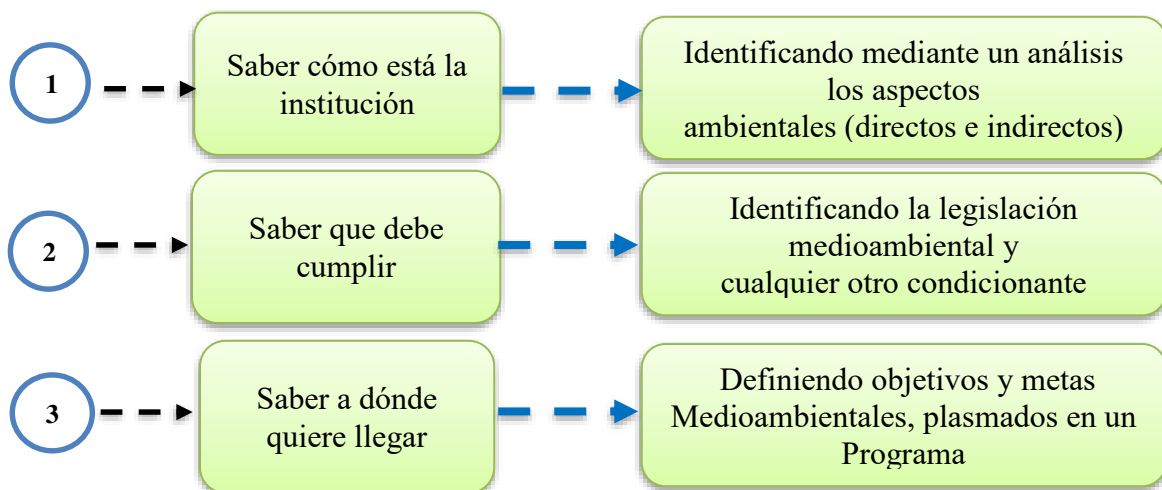 1
Saber cómo está la
institución
Identificando mediante un análisis
los aspectos
ambientales (directos e indirectos)
2
Saber que debe
cumplir
Identificando la legislación
medioambiental y
cualquier otro condicionante
3
Saber a dónde
quiere llegar
Definiendo objetivos y metas
Medioambientales, plasmados en un
Programa